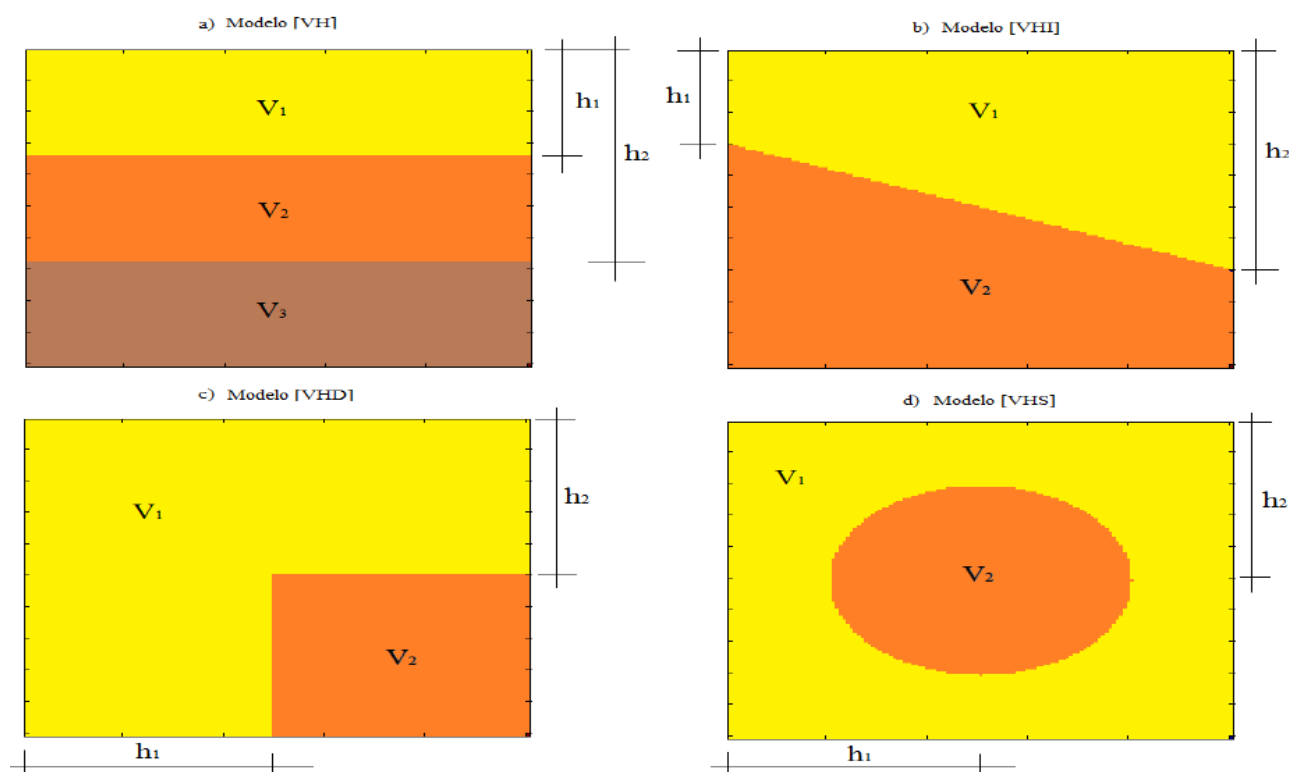 a) Modelo [VH]
V₁
h₁
h₂
V₂
V₃
b) Modelo [VHI]
h₁
V₁
h₂
V₂
c) Modelo [VHD]
V₁
h₂
V₂
h₁
d) Modelo [VHS]
V₁
h₂
V₂
h₁